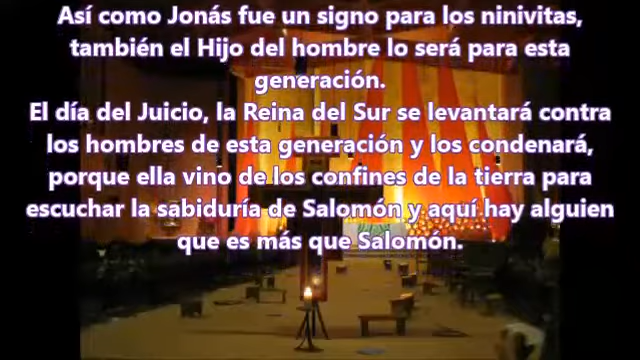 Así como Jonás fue un signo para los ninivitas,
también el Hijo del hombre lo será para esta
generación.
El día del Juicio, la Reina del Sur se levantará contra
los hombres de esta generación y los condenará,
porque ella vino de los confines de la tierra para
escuchar la sabiduría de Salomón y aquí hay alguien
que es más que Salomón.